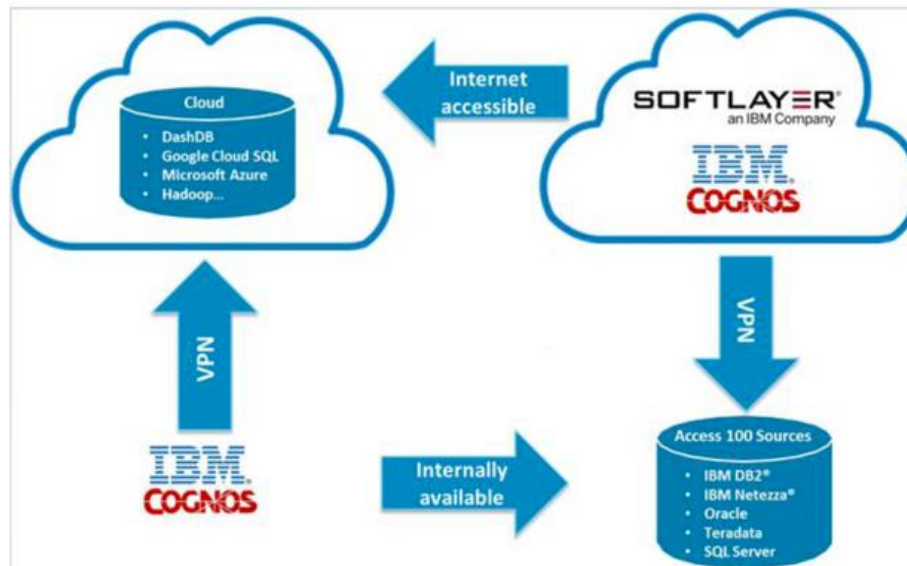 Cloud
• DashDB
• Google Cloud SQL
• Microsoft Azure
• Hadoop...
Internet
accessible
SOFTLAYER®
an IBM Company
IBM®
COGNOS
VPN
VPN
IBM®
COGNOS
Internally
available
Access 100 Sources
• IBM DB2®
• IBM Netezza®
• Oracle
• Teradata
• SQL Server